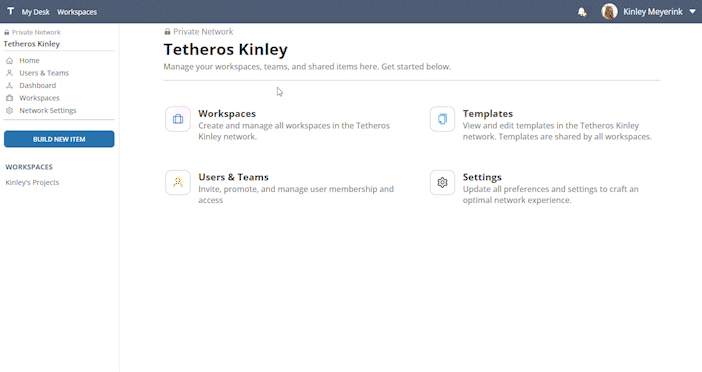 T My Desk Workspaces Kinley Meyerink
Private Network
Tetheros Kinley
Home
Users & Teams
Dashboard
Workspaces
Network Settings
BUILD NEW ITEM
WORKSPACES
Kinley's Projects
Private Network
Tetheros Kinley
Manage your workspaces, teams, and shared items here. Get started below.
Workspaces
Create and manage all workspaces in the Tetheros
Kinley network.
Templates
View and edit templates in the Tetheros Kinley
network. Templates are shared by all workspaces.
Users & Teams
Invite, promote, and manage user membership and
access
Settings
Update all preferences and settings to craft an
optimal network experience.